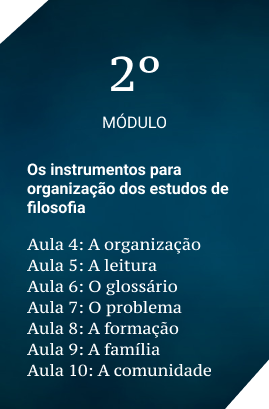 2º
MÓDULO
Os instrumentos para
organização dos estudos de
filosofia
Aula 4: A organização
Aula 5: A leitura
Aula 6: O glossário
Aula 7: O problema
Aula 8: A formação
Aula 9: A família
Aula 10: A comunidade